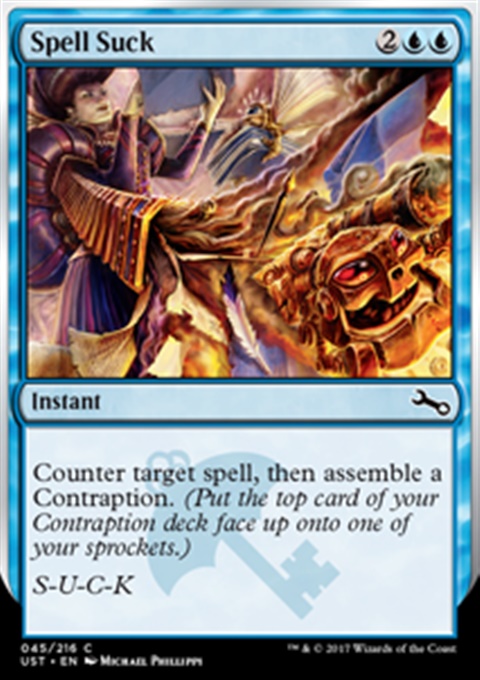 Spell Suck 2
Instant
Counter target spell, then assemble a
Contraption. (Put the top card of your
Contraption deck face up onto one of
your sprockets.)
S-U-C-K
045/216 C
UST • EN Michael Phillippi
™ & © 2017 Wizards of the Coast